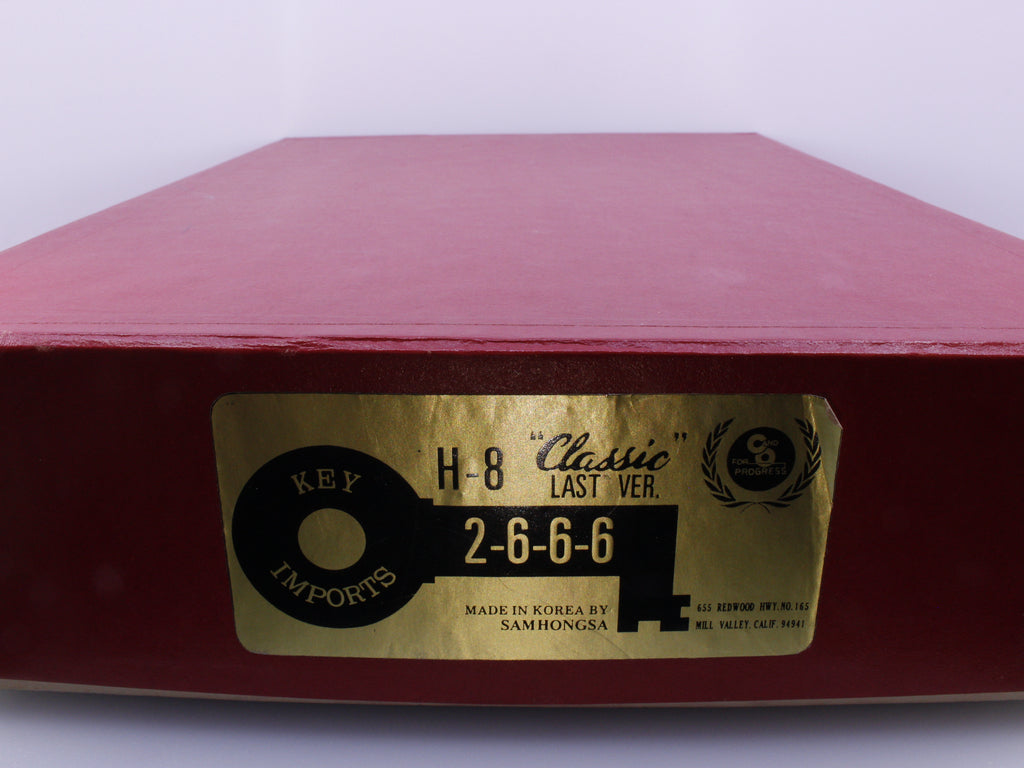 KEY
IMPORTS
H-8 "Classic"
LAST VER.
2-6-6-6
MADE IN KOREA BY
SAMHONGSA
AND
FOR
PROGRESS
655 REDWOOD HWY. NO. 165
MILL VALLEY, CALIF. 94941